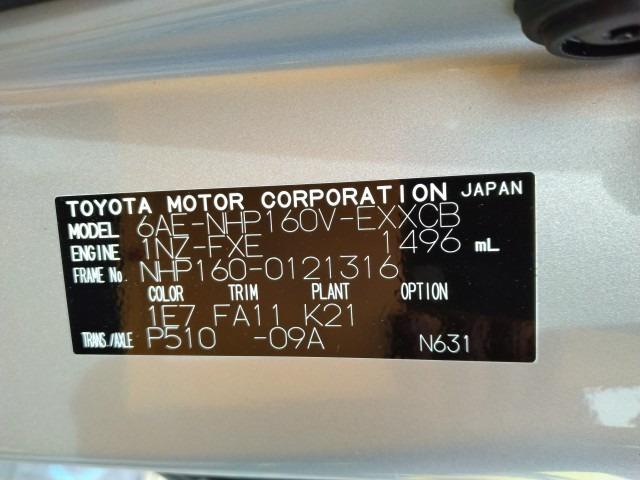 TOYOTA MOTOR CORPORATION JAPAN
MODEL 6AE-NHP160V-EXXCB
ENGINE 1NZ-FXE 1496 mL
FRAME No. NHP160-0121316
COLOR TRIM PLANT OPTION
1E7 FA11 K21
TRANS./AXLE P510 -09A N631